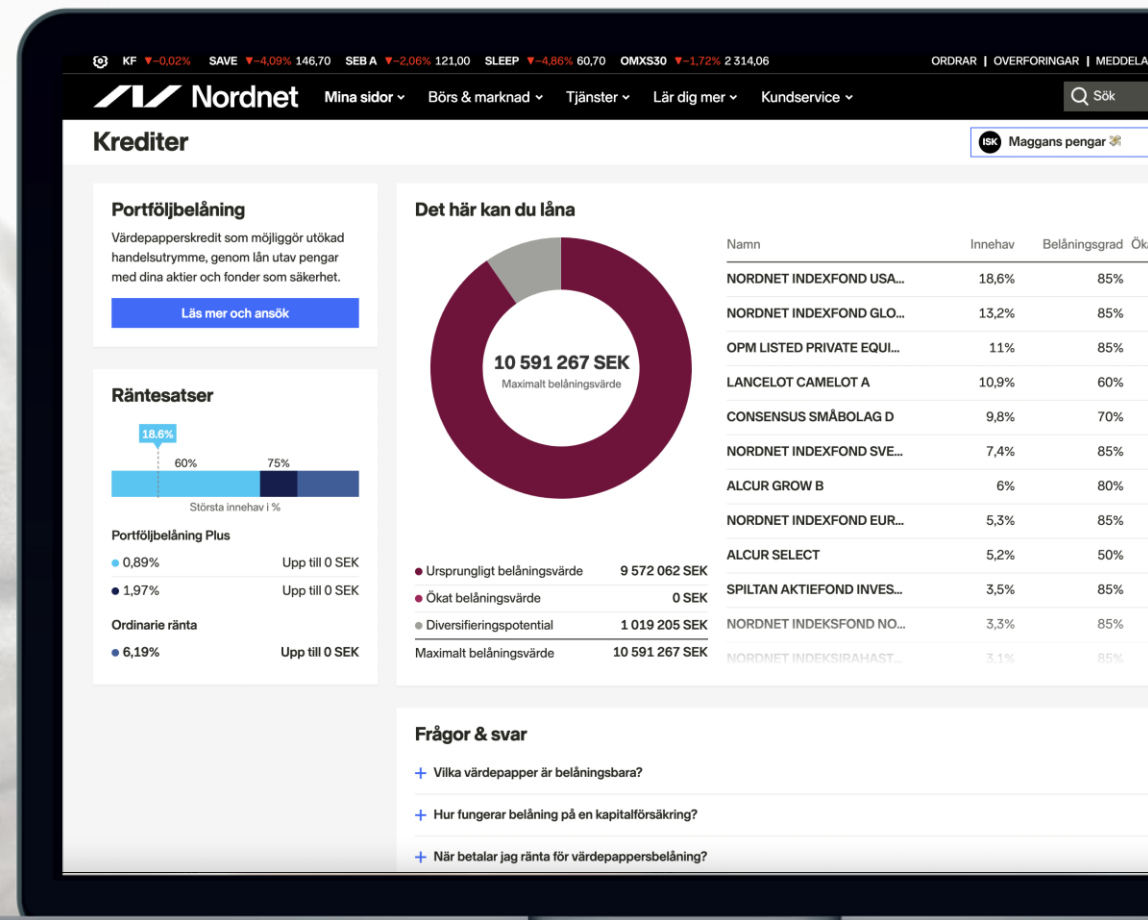 KF ▼−0,02% SAVE ▼−4,09% 146,70 SEB A ▼−2,06% 121,00 SLEEP ▼−4,86% 60,70 OMXS30 ▼−1,72% 2 314,06
ORDRAR | ÖVERFÖRINGAR | MEDDELA
Nordnet Mina sidor Börs & marknad Tjänster Lär dig mer Kundservice
Sök
Krediter
ISK Maggans pengar 💸
Portföljbelåning
Värdepapperskredit som möjliggör utökad
handelsutrymme, genom lån utav pengar
med dina aktier och fonder som säkerhet.
Läs mer och ansök
Räntesatser
18.6%
60% 75%
Största innehav i %
Portföljbelåning Plus
0,89% Upp till 0 SEK
1,97% Upp till 0 SEK
Ordinarie ränta
6,19% Upp till 0 SEK
Det här kan du låna
10 591 267 SEK
Maximalt belåningsvärde
Ursprungligt belåningsvärde 9 572 062 SEK
Ökat belåningsvärde 0 SEK
Diversifieringspotential 1 019 205 SEK
Maximalt belåningsvärde 10 591 267 SEK
Namn Innehav Belåningsgrad Öka
NORDNET INDEXFOND USA... 18,6% 85%
NORDNET INDEXFOND GLO... 13,2% 85%
OPM LISTED PRIVATE EQUI... 11% 85%
LANCELOT CAMELOT A 10,9% 60%
CONSENSUS SMÅBOLAG D 9,8% 70%
NORDNET INDEXFOND SVE... 7,4% 85%
ALCUR GROW B 6% 80%
NORDNET INDEXFOND EUR... 5,3% 85%
ALCUR SELECT 5,2% 50%
SPILTAN AKTIEFOND INVES... 3,5% 85%
NORDNET INDEKSFOND NO... 3,3% 85%
NORDNET INDEKSIRAHAST... 3,1% 85%
Frågor & svar
+ Vilka värdepapper är belåningsbara?
+ Hur fungerar belåning på en kapitalförsäkring?
+ När betalar jag ränta för värdepappersbelåning?